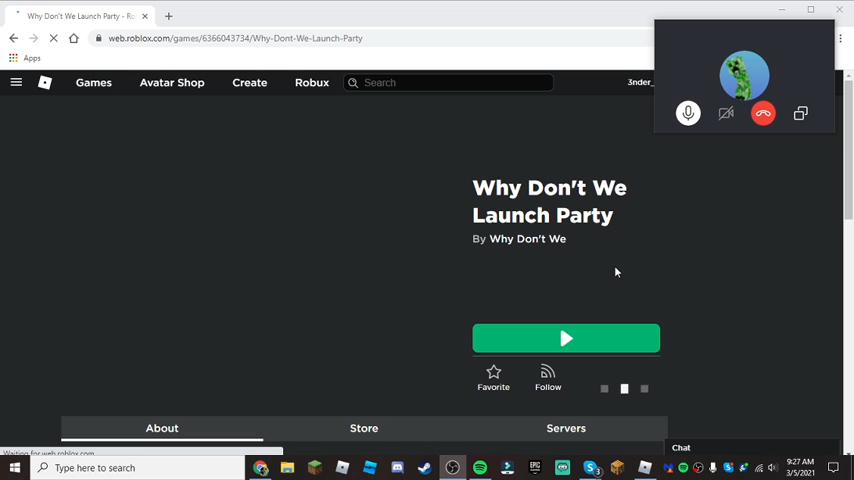 Why Don't We Launch Party - Ro
web.roblox.com/games/6366043734/Why-Dont-We-Launch-Party
Apps
Games
Avatar Shop
Create
Robux
Search
3nder_
Why Don't We
Launch Party
By Why Don't We
Favorite
Follow
About
Store
Servers
Chat
Waiting for web.roblox.com
Type here to search
EPIC
3
9:27 AM
3/5/2021